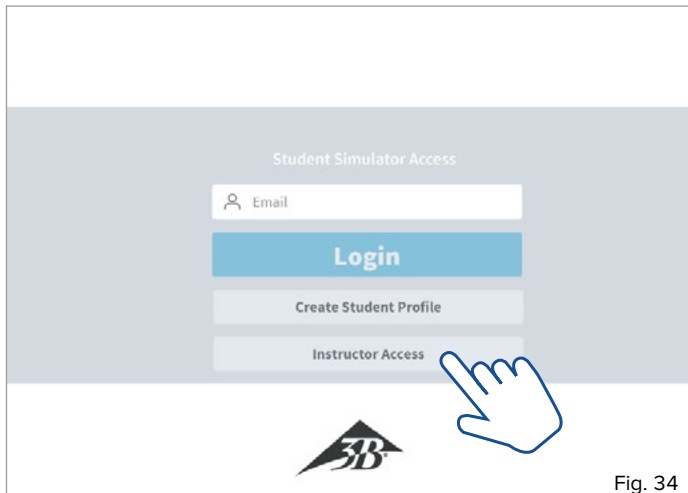 Student Simulator Access
Email
Login
Create Student Profile
Instructor Access
3B
Fig. 34